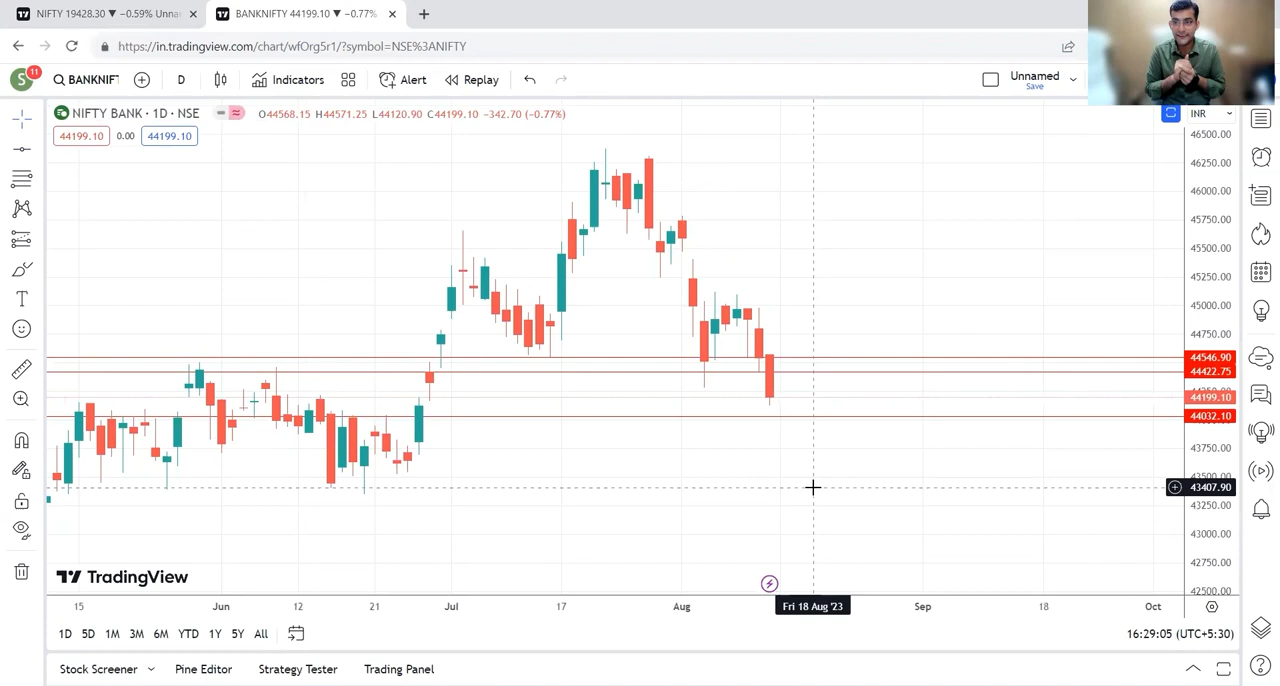 NIFTY 19428.30 ▼ −0.59% Unna
BANKNIFTY 44199.10 ▼ −0.77%
https://in.tradingview.com/chart/wfOrg5r1/?symbol=NSE%3ANIFTY
S 11
BANKNIF
D
Indicators
Alert
Replay
Unnamed
Save
NIFTY BANK · 1D · NSE
O44568.15 H44571.25 L44120.90 C44199.10 −342.70 (−0.77%)
INR
44199.10 0.00 44199.10
46500.00
46250.00
46000.00
45750.00
45500.00
45250.00
45000.00
44750.00
44546.90
44422.75
44199.10
44032.10
43750.00
43407.90
43250.00
43000.00
42750.00
42500.00
TradingView
15 Jun 12 21 Jul 17 Aug Fri 18 Aug '23 Sep 18 Oct
1D 5D 1M 3M 6M YTD 1Y 5Y All
16:29:05 (UTC+5:30)
Stock Screener Pine Editor Strategy Tester Trading Panel